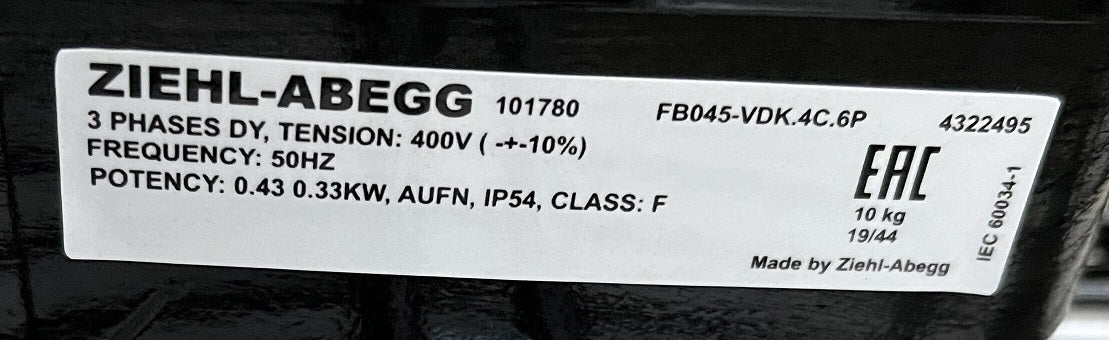 ZIEHL-ABEGG 101780 FB045-VDK.4C.6P 4322495
3 PHASES DY, TENSION: 400V ( -+-10%)
FREQUENCY: 50HZ
POTENCY: 0.43 0.33KW, AUFN, IP54, CLASS: F
EAC
10 kg
19/44
Made by Ziehl-Abegg
IEC 60034-1